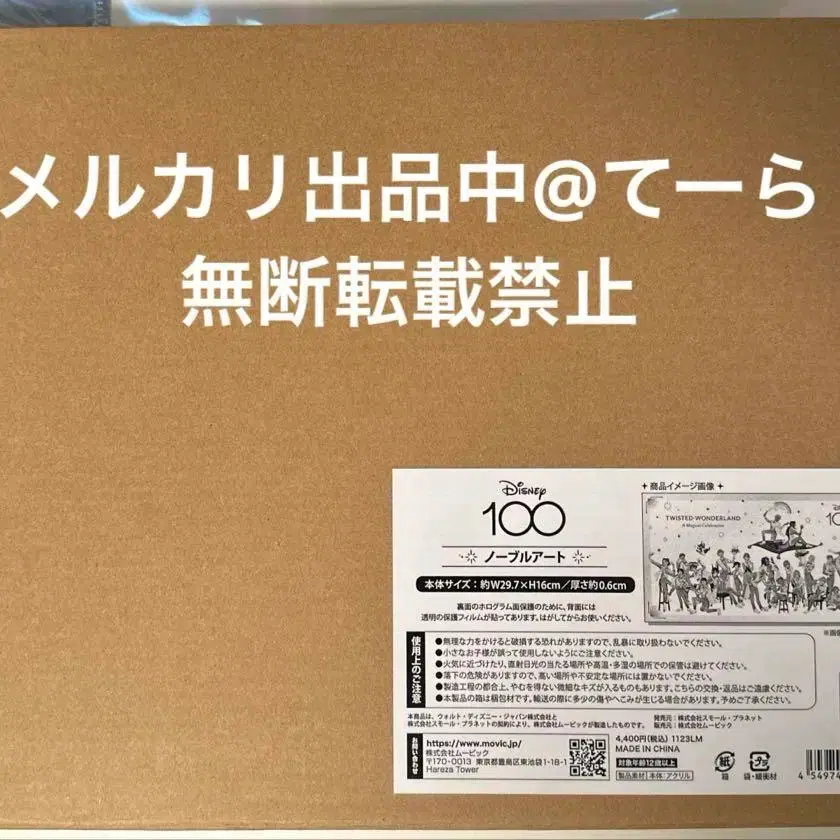 メルカリ出品中@てーら
無断転載禁止
Disney
100
ノーブルアート
本体サイズ：約W29.7×H16cm／厚さ約0.6cm
裏面のホログラム面保護のために、背面には
透明の保護フィルムが貼ってあります。はがしてからお使いください。
＋商品イメージ画像＋
TWISTED-WONDERLAND
A Magical Celebration
使用上のご注意
●無理な力をかけると破損する恐れがありますので、乱暴に取り扱わないでください。
●小さなお子様が誤って使用しないようにご注意ください。
●火気に近づけたり、直射日光の当たる場所や高温・多湿の場所での保管は避けてください。
●落下の危険がありますので、高い場所や不安定な場所には置かないでください。
●製造工程の都合上、やむを得ない微細なキズが入るものもあります。こちらの交換・返品はご遠慮ください。
●本製品の箱は梱包材です。輸送の際に多少の傷やへこみが生じる場合があります。予めご了承ください。
本商品は、ウォルト・ディズニー・ジャパン株式会社と
株式会社スモール・プラネットの契約により、株式会社ムービックが製造したものです。
発売元：株式会社スモール・プラネット
販売元：株式会社ムービック
お問い合わせ
https://www.movic.jp/
株式会社ムービック
〒170-0013 東京都豊島区東池袋1-18-1
Hareza Tower
4,400円(税込) 1123LM
MADE IN CHINA
対象年齢12歳以上
製品素材 本体：アクリル
紙
箱
プラ
袋・緩衝材
4 54974